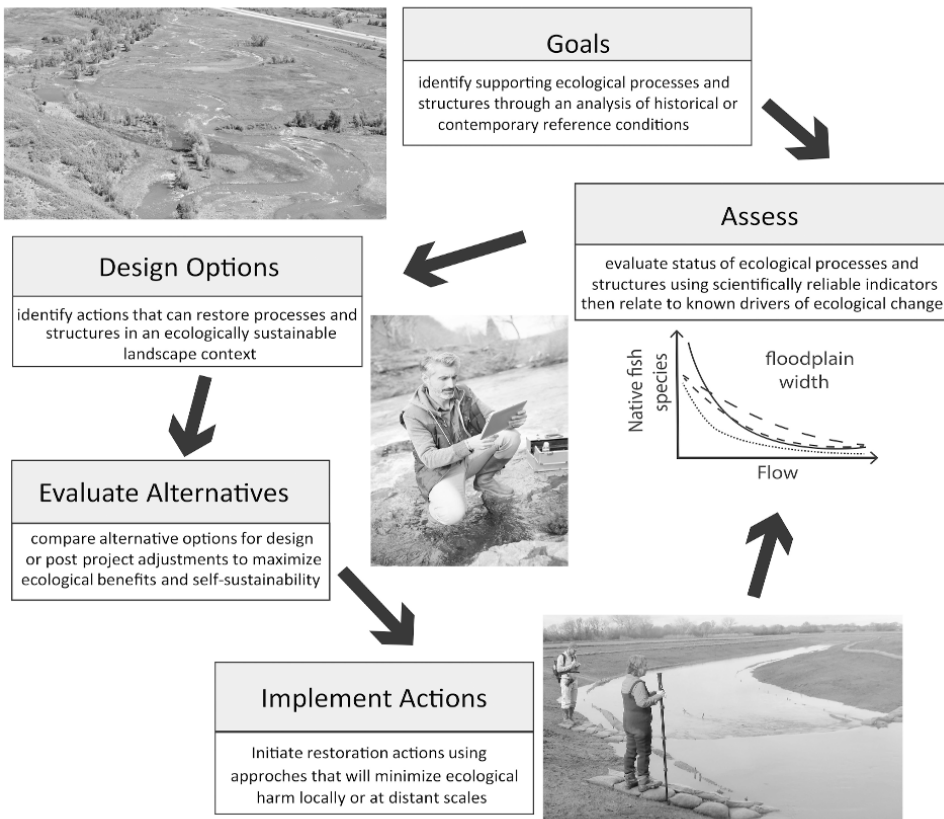 Goals
identify supporting ecological processes and
structures through an analysis of historical or
contemporary reference conditions
Assess
evaluate status of ecological processes and
structures using scientifically reliable indicators
then relate to known drivers of ecological change
Native fish
species
floodplain
width
Flow
Design Options
identify actions that can restore processes and
structures in an ecologically sustainable
landscape context
Evaluate Alternatives
compare alternative options for design
or post project adjustments to maximize
ecological benefits and self-sustainability
Implement Actions
Initiate restoration actions using
approches that will minimize ecological
harm locally or at distant scales